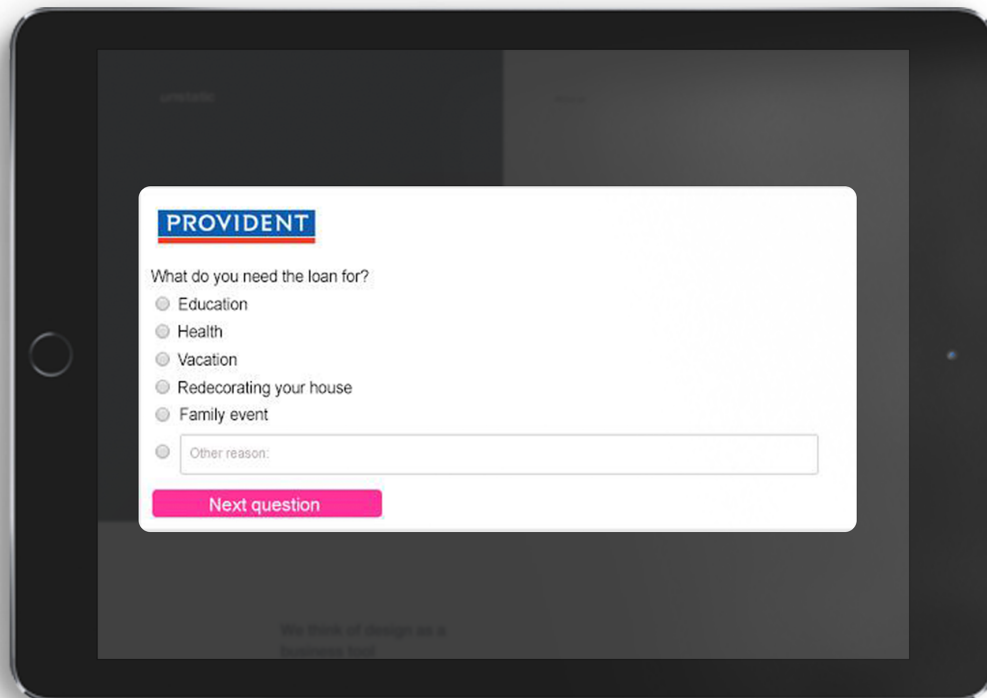 PROVIDENT
What do you need the loan for?
Education
Health
Vacation
Redecorating your house
Family event
Other reason:
Next question
We think of design as a
business tool